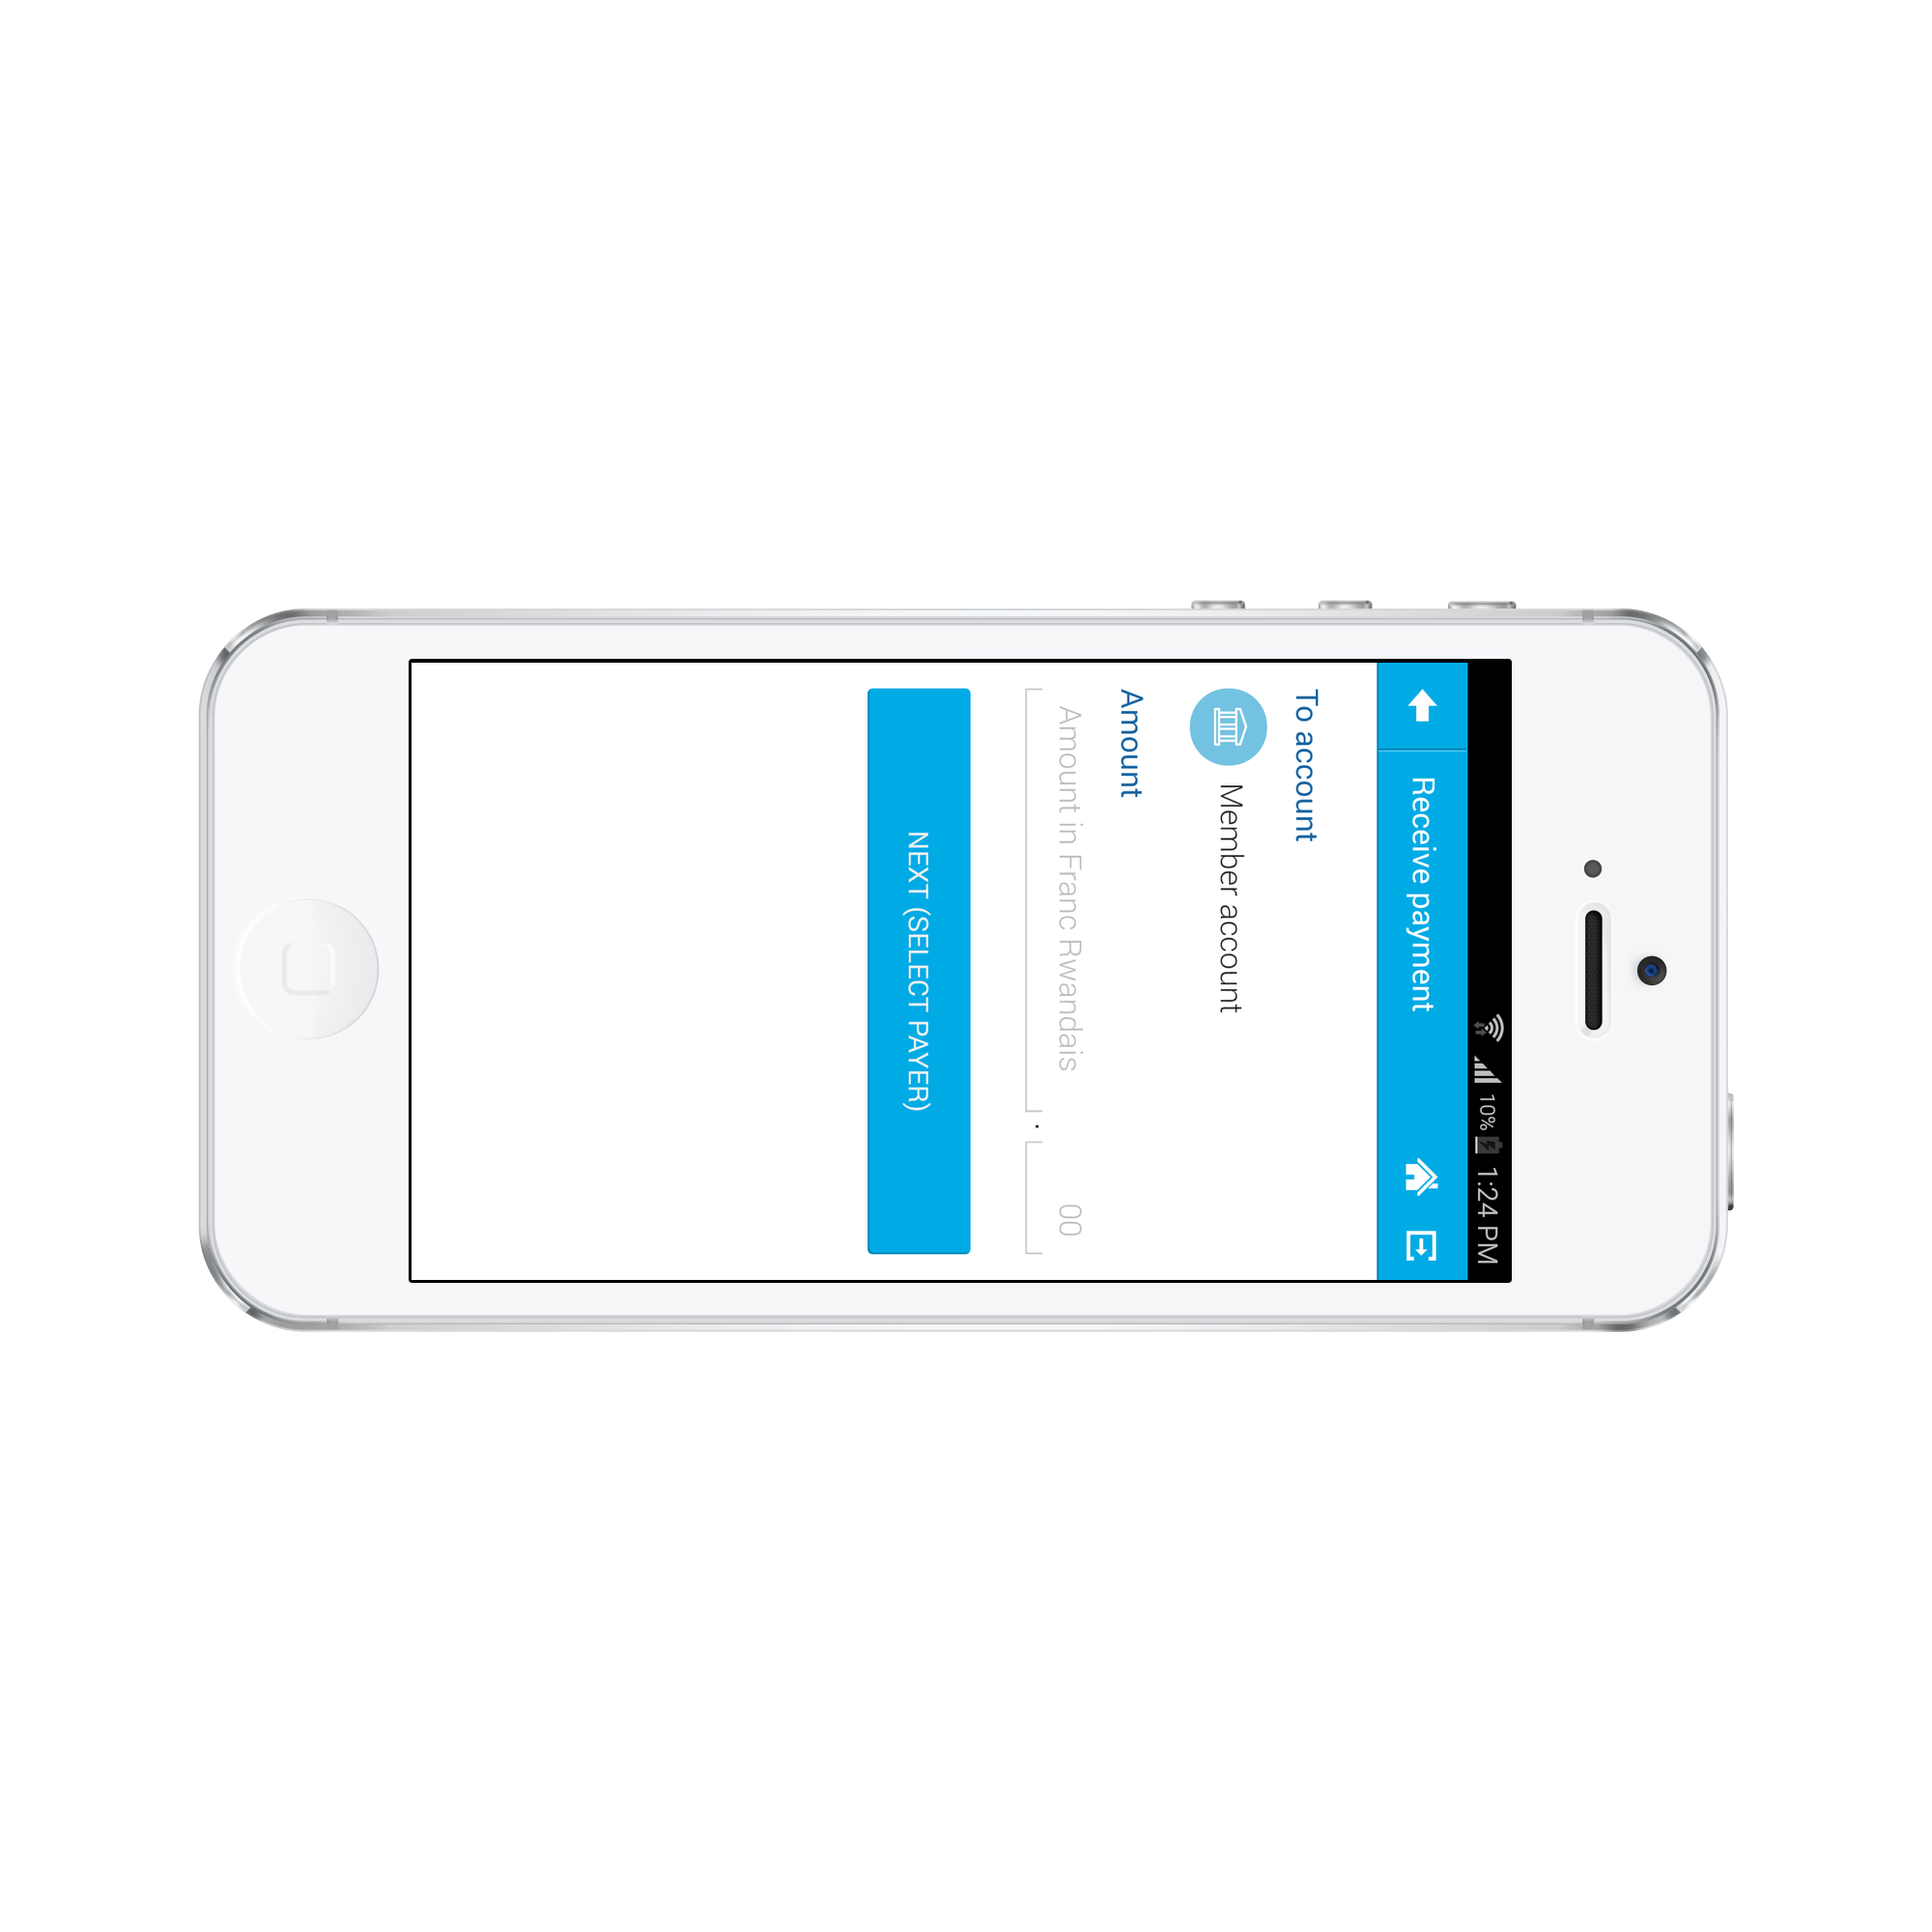 10% 1:24 PM
Receive payment
To account
Member account
Amount
Amount in Franc Rwandais . 00
NEXT (SELECT PAYER)